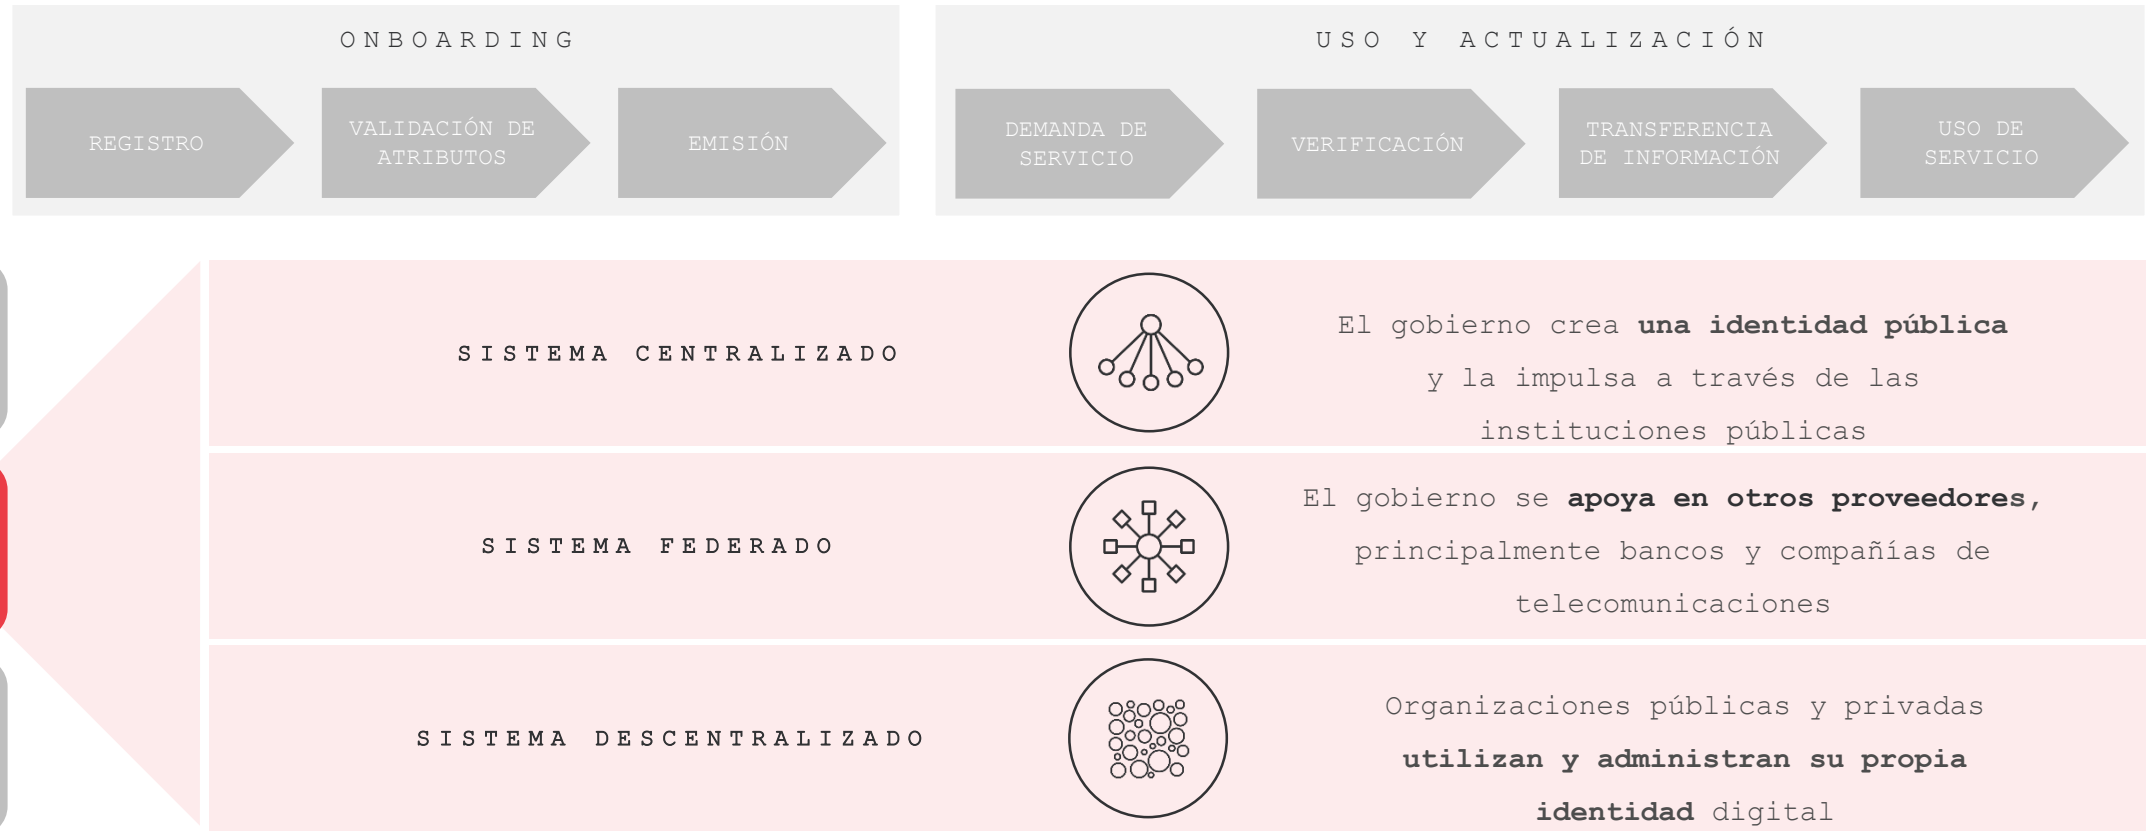 ONBOARDING
USO Y ACTUALIZACIÓN
REGISTRO
VALIDACIÓN DE
ATRIBUTOS
EMISIÓN
DEMANDA DE
SERVICIO
VERIFICACIÓN
TRANSFERENCIA
DE INFORMACIÓN
USO DE
SERVICIO
SISTEMA CENTRALIZADO
El gobierno crea una identidad pública
y la impulsa a través de las
instituciones públicas
SISTEMA FEDERADO
El gobierno se apoya en otros proveedores,
principalmente bancos y compañías de
telecomunicaciones
SISTEMA DESCENTRALIZADO
Organizaciones públicas y privadas
utilizan y administran su propia
identidad digital